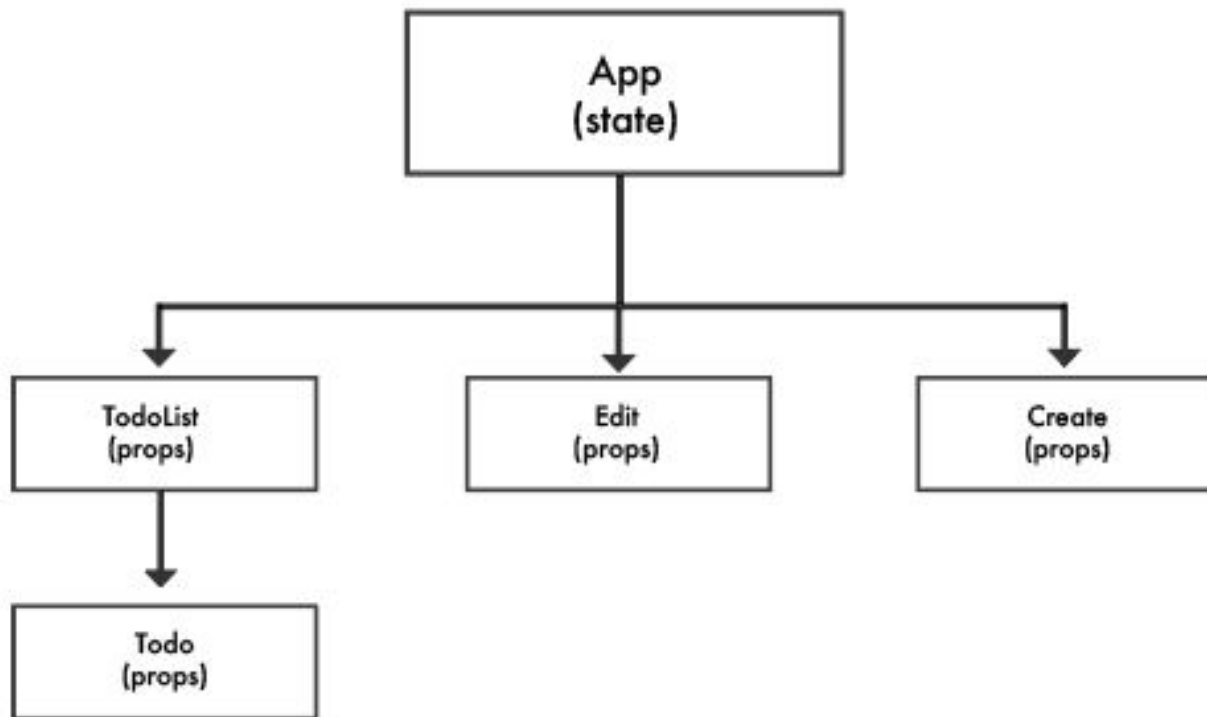 App
(state)
TodoList
(props)
Edit
(props)
Create
(props)
Todo
(props)